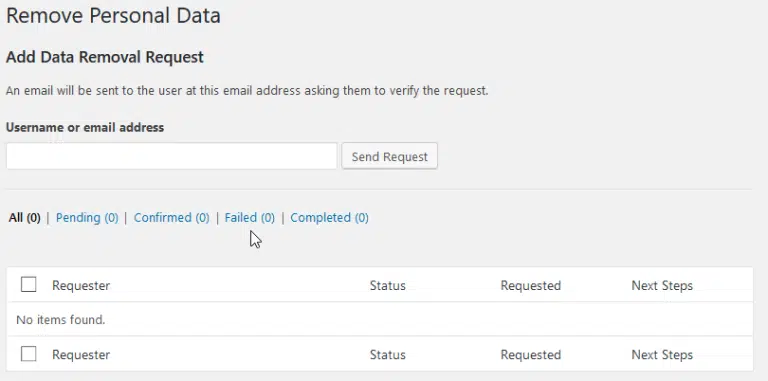 Remove Personal Data
Add Data Removal Request
An email will be sent to the user at this email address asking them to verify the request.
Username or email address
Send Request
All (0) | Pending (0) | Confirmed (0) | Failed (0) | Completed (0)
Requester Status Requested Next Steps
No items found.
Requester Status Requested Next Steps